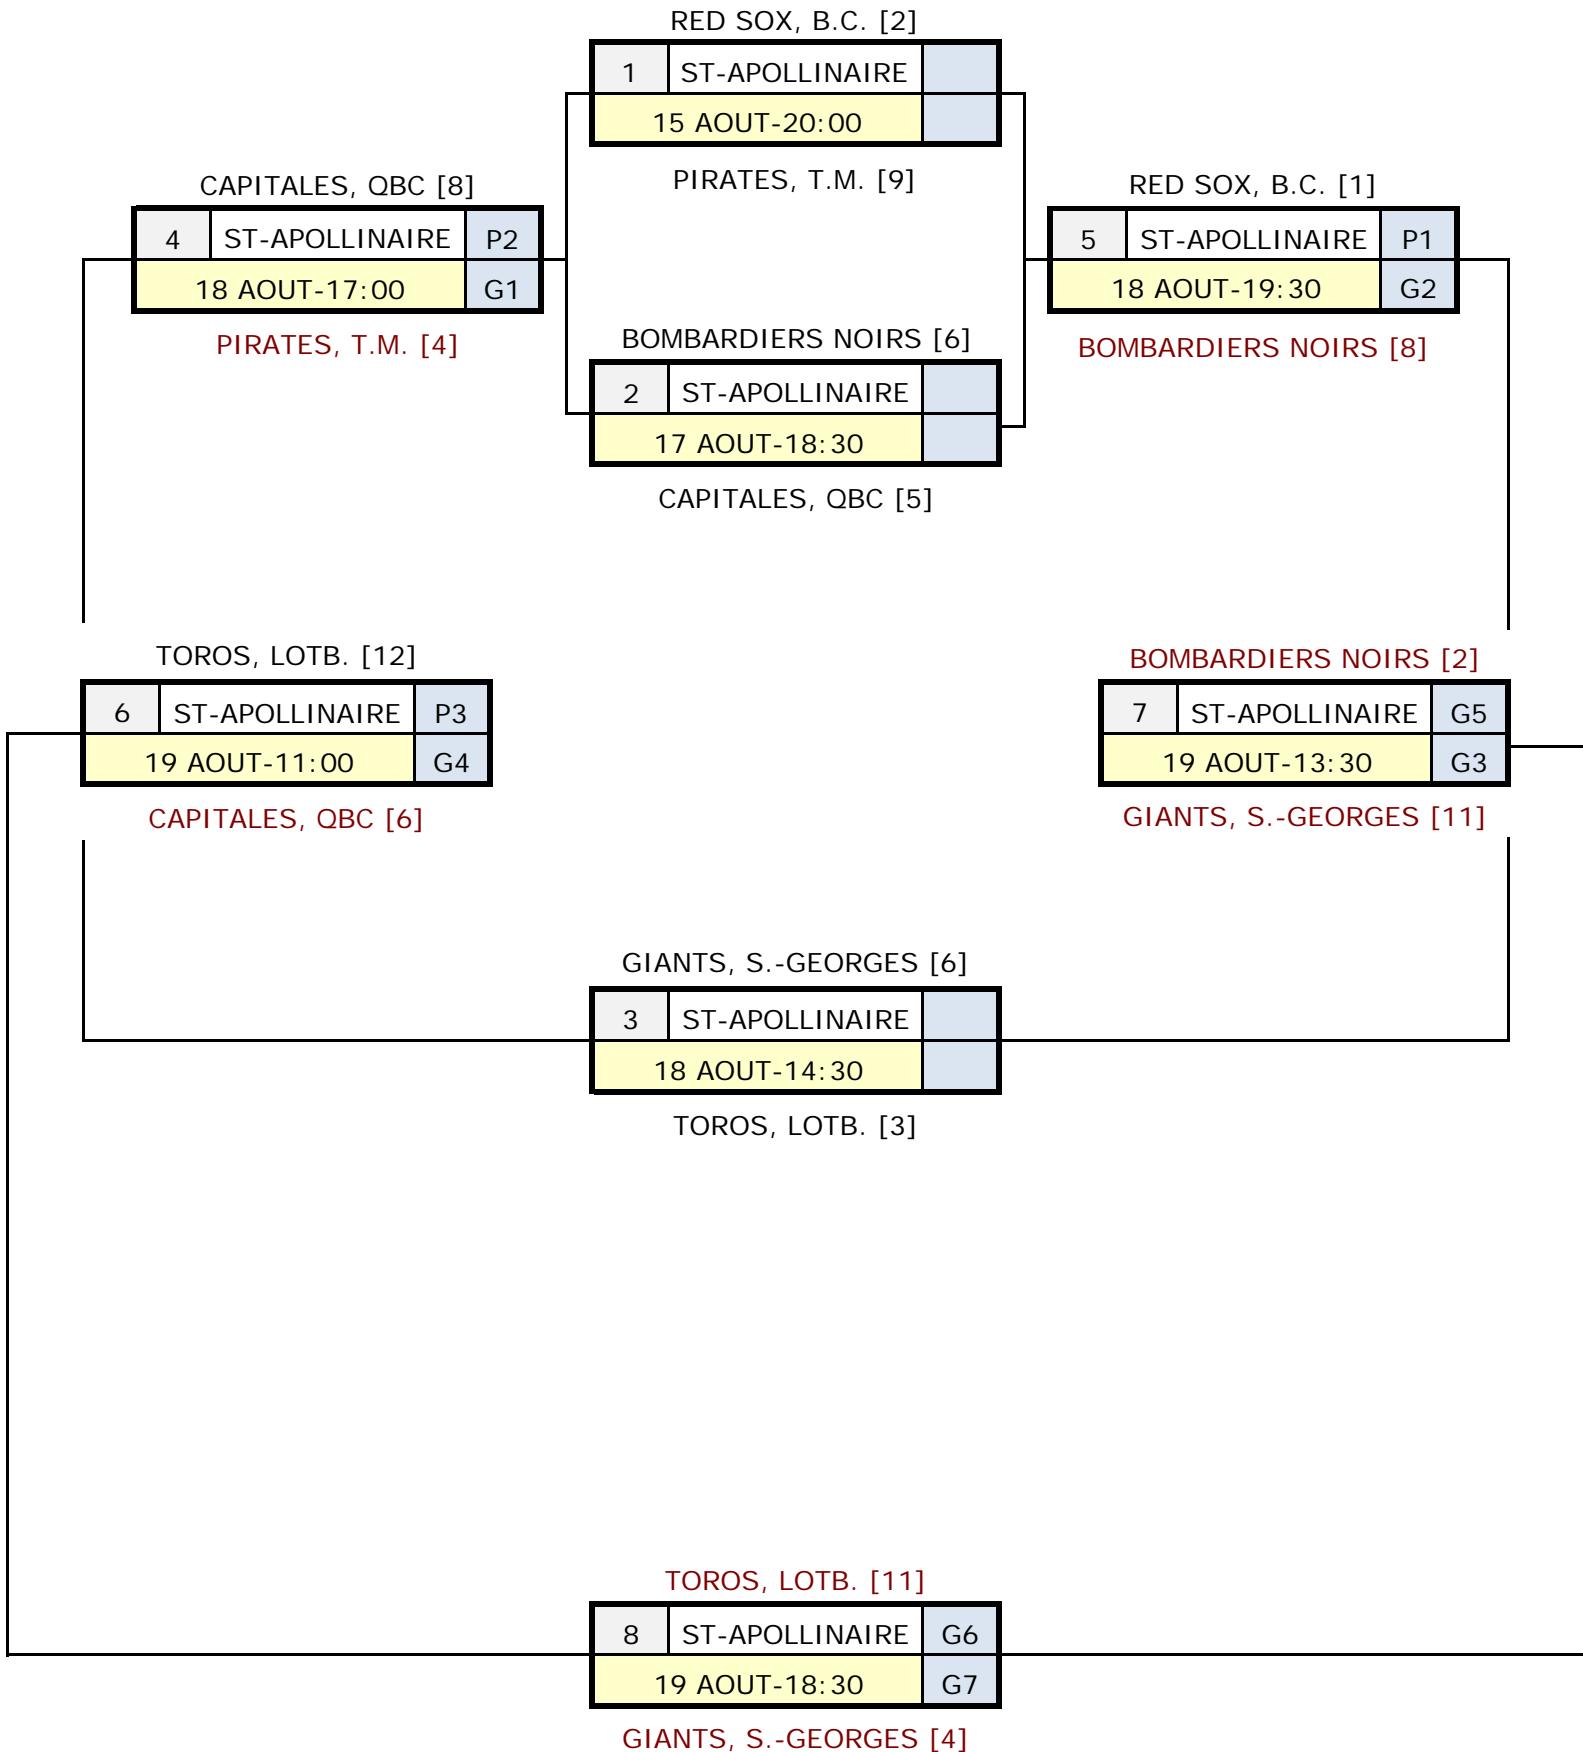 RED SOX, B.C. [2]
1 ST-APOLLINAIRE
15 AOUT-20:00
PIRATES, T.M. [9]
CAPITALES, QBC [8]
4 ST-APOLLINAIRE P2
18 AOUT-17:00 G1
PIRATES, T.M. [4]
RED SOX, B.C. [1]
5 ST-APOLLINAIRE P1
18 AOUT-19:30 G2
BOMBARDIERS NOIRS [8]
BOMBARDIERS NOIRS [6]
2 ST-APOLLINAIRE
17 AOUT-18:30
CAPITALES, QBC [5]
TOROS, LOTB. [12]
6 ST-APOLLINAIRE P3
19 AOUT-11:00 G4
CAPITALES, QBC [6]
BOMBARDIERS NOIRS [2]
7 ST-APOLLINAIRE G5
19 AOUT-13:30 G3
GIANTS, S.-GEORGES [11]
GIANTS, S.-GEORGES [6]
3 ST-APOLLINAIRE
18 AOUT-14:30
TOROS, LOTB. [3]
TOROS, LOTB. [11]
8 ST-APOLLINAIRE G6
19 AOUT-18:30 G7
GIANTS, S.-GEORGES [4]